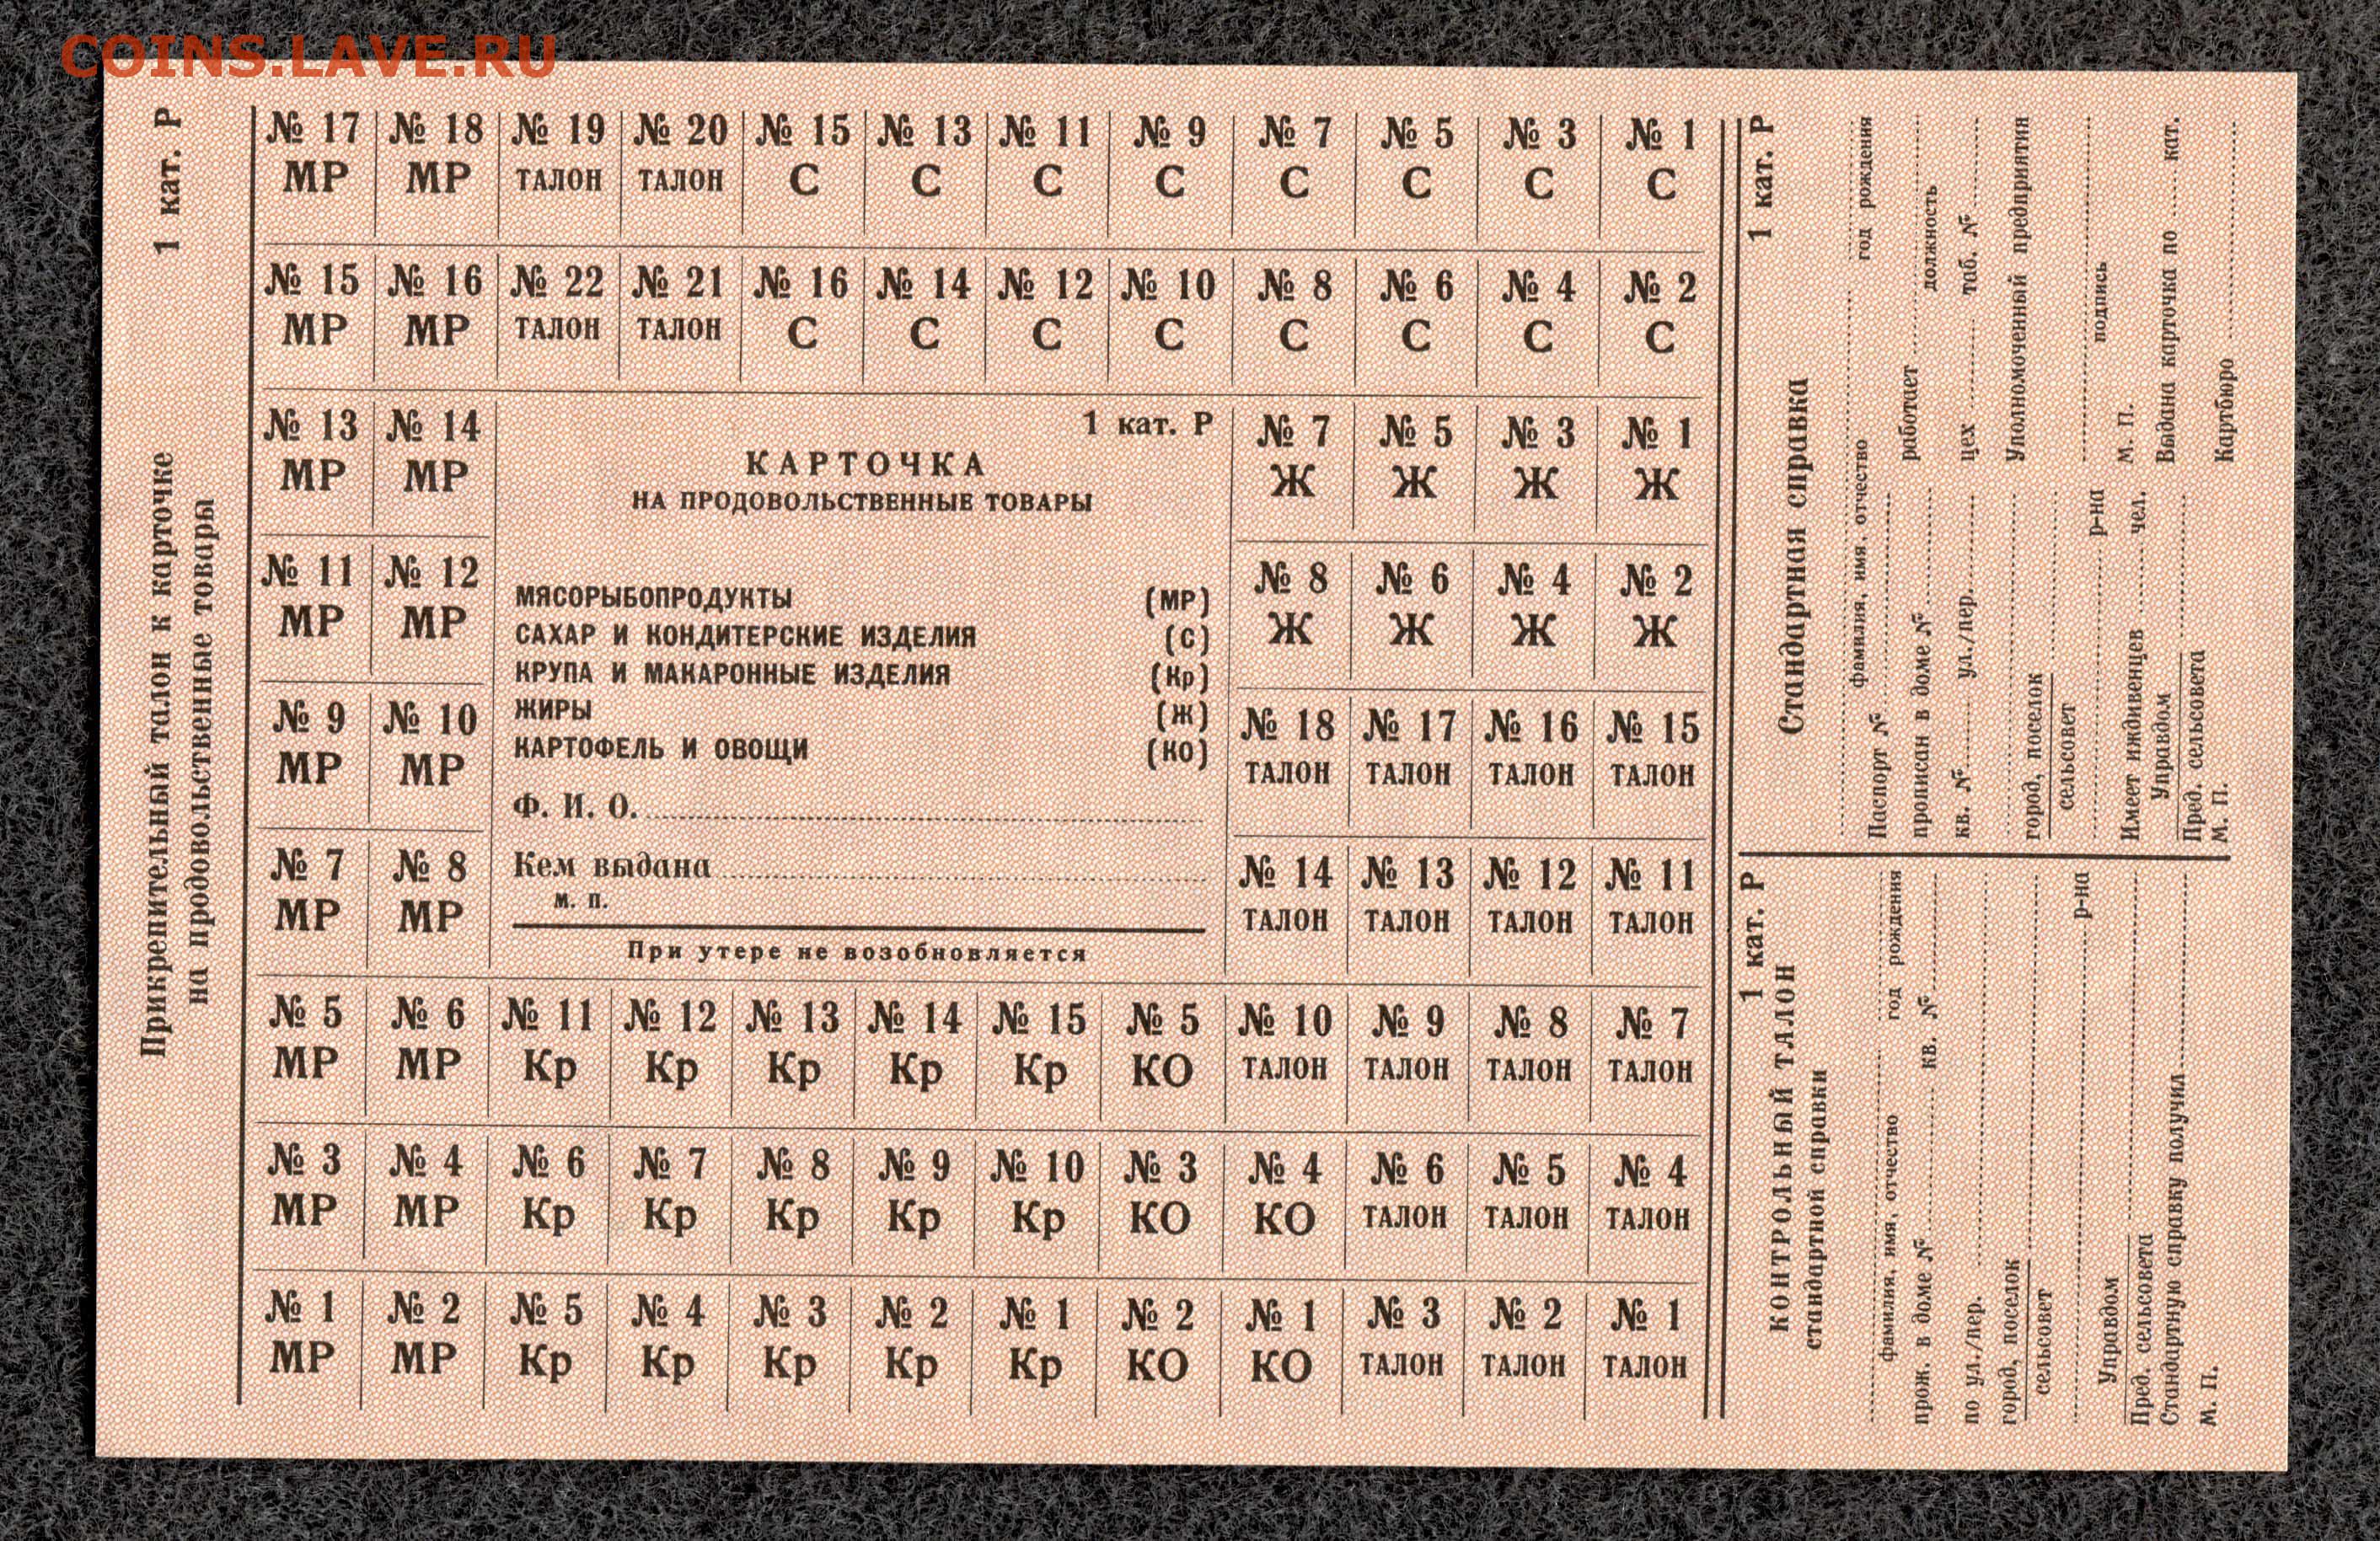 COINS.LAVE.RU
Прикрепительный талон к карточке
на продовольственные товары
1 кат. Р
№ 17 № 18 № 19 № 20 № 15 № 13 № 11 № 9 № 7 № 5 № 3 № 1
МР МР ТАЛОН ТАЛОН С С С С С С С С
№ 15 № 16 № 22 № 21 № 16 № 14 № 12 № 10 № 8 № 6 № 4 № 2
МР МР ТАЛОН ТАЛОН С С С С С С С С
№ 13 № 14
МР МР
№ 11 № 12
МР МР
№ 9 № 10
МР МР
№ 7 № 8
МР МР
1 кат. Р
КАРТОЧКА
НА ПРОДОВОЛЬСТВЕННЫЕ ТОВАРЫ
МЯСОРЫБОПРОДУКТЫ (МР)
САХАР И КОНДИТЕРСКИЕ ИЗДЕЛИЯ (С)
КРУПА И МАКАРОННЫЕ ИЗДЕЛИЯ (Кр)
ЖИРЫ (Ж)
КАРТОФЕЛЬ И ОВОЩИ (КО)
Ф. И. О.
Кем выдана
м. п.
При утере не возобновляется
№ 7 № 5 № 3 № 1
Ж Ж Ж Ж
№ 8 № 6 № 4 № 2
Ж Ж Ж Ж
№ 18 № 17 № 16 № 15
ТАЛОН ТАЛОН ТАЛОН ТАЛОН
№ 14 № 13 № 12 № 11
ТАЛОН ТАЛОН ТАЛОН ТАЛОН
№ 5 № 6 № 11 № 12 № 13 № 14 № 15 № 5 № 10 № 9 № 8 № 7
МР МР Кр Кр Кр Кр Кр КО ТАЛОН ТАЛОН ТАЛОН ТАЛОН
№ 3 № 4 № 6 № 7 № 8 № 9 № 10 № 3 № 4 № 6 № 5 № 4
МР МР Кр Кр Кр Кр Кр КО КО ТАЛОН ТАЛОН ТАЛОН
№ 1 № 2 № 5 № 4 № 3 № 2 № 1 № 2 № 1 № 3 № 2 № 1
МР МР Кр Кр Кр Кр Кр КО КО ТАЛОН ТАЛОН ТАЛОН
1 кат. Р
Стандартная справка
фамилия, имя, отчество год рождения
Паспорт №
работает
прописан в доме № должность
кв. № ул./пер. цех таб. №
Уполномоченный предприятия
город, поселок
сельсовет
р-на подпись
Имеет иждивенцев чел. М. П.
Управдом Выдана карточка по кат.
Пред. сельсовета
М. П. Картбюро
1 кат. Р
КОНТРОЛЬНЫЙ ТАЛОН
стандартной справки
фамилия, имя, отчество год рождения
прож. в доме № кв. №
по ул./пер.
город, поселок
сельсовет
р-на
Управдом
Пред. сельсовета
Стандартную справку получил
М. П.